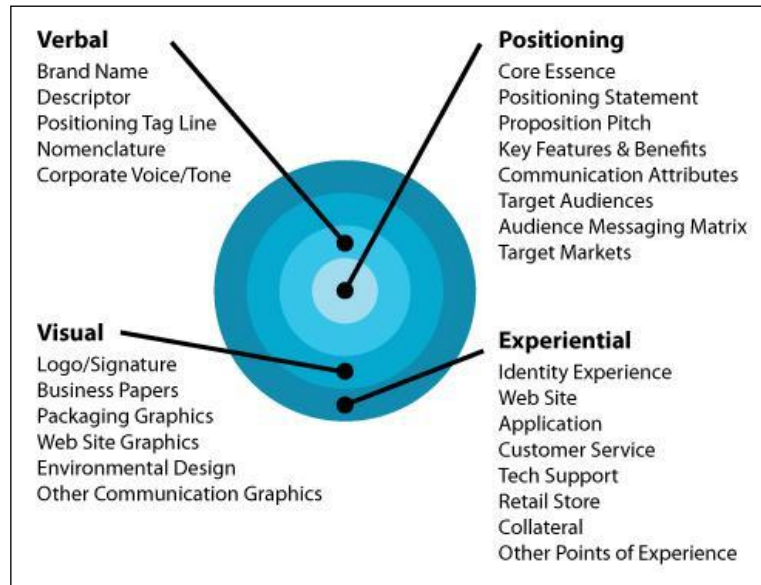 Verbal
Brand Name
Descriptor
Positioning Tag Line
Nomenclature
Corporate Voice/Tone
Positioning
Core Essence
Positioning Statement
Proposition Pitch
Key Features & Benefits
Communication Attributes
Target Audiences
Audience Messaging Matrix
Target Markets
Visual
Logo/Signature
Business Papers
Packaging Graphics
Web Site Graphics
Environmental Design
Other Communication Graphics
Experiential
Identity Experience
Web Site
Application
Customer Service
Tech Support
Retail Store
Collateral
Other Points of Experience